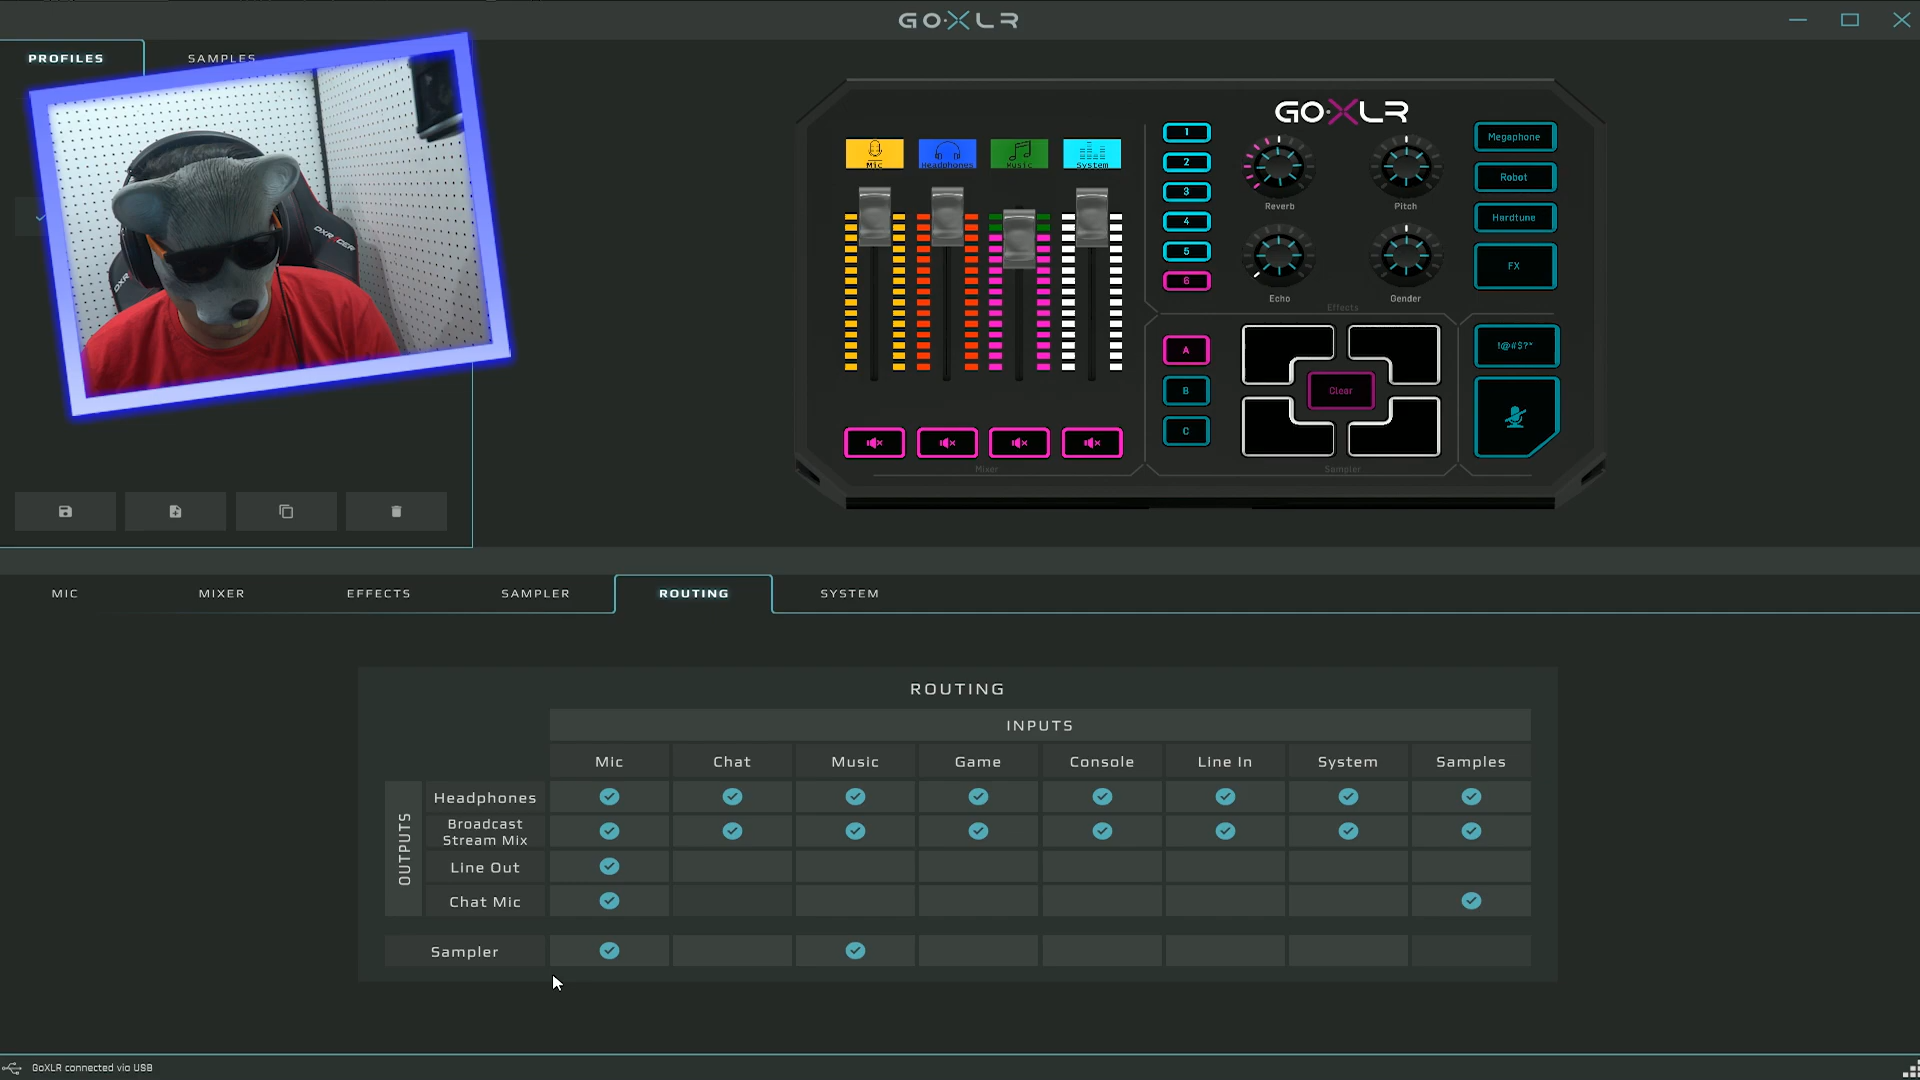 GO·XLR
PROFILES
SAMPLES
DXRACER
GO·XLR
Mic
Headphones
Music
System
1
2
3
4
5
6
Reverb
Pitch
Echo
Gender
Effects
Megaphone
Robot
Hardtune
FX
A
B
C
Clear
!@#$?*
Mixer
Sampler
MIC
MIXER
EFFECTS
SAMPLER
ROUTING
SYSTEM
ROUTING
INPUTS
Mic
Chat
Music
Game
Console
Line In
System
Samples
OUTPUTS
Headphones
Broadcast
Stream Mix
Line Out
Chat Mic
Sampler
GoXLR connected via USB